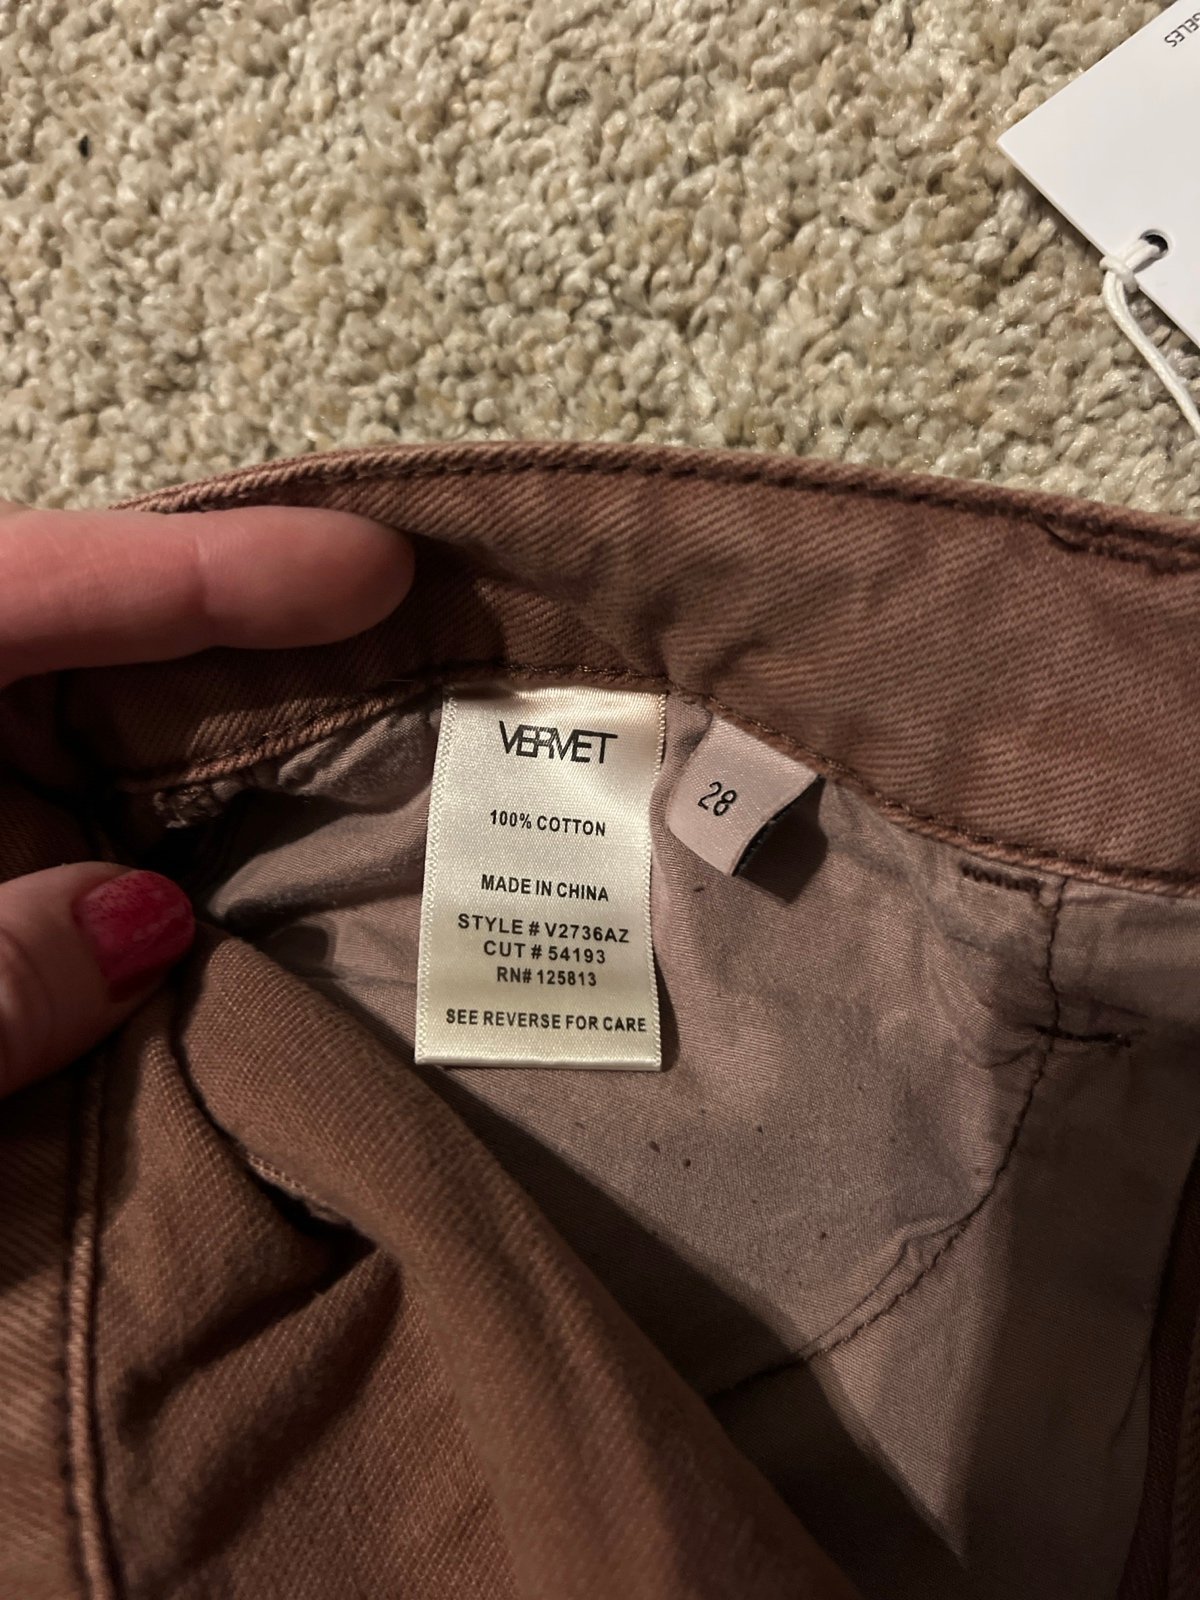 VERVET
100% COTTON
MADE IN CHINA
STYLE # V2736AZ
CUT # 54193
RN# 125813
SEE REVERSE FOR CARE
28